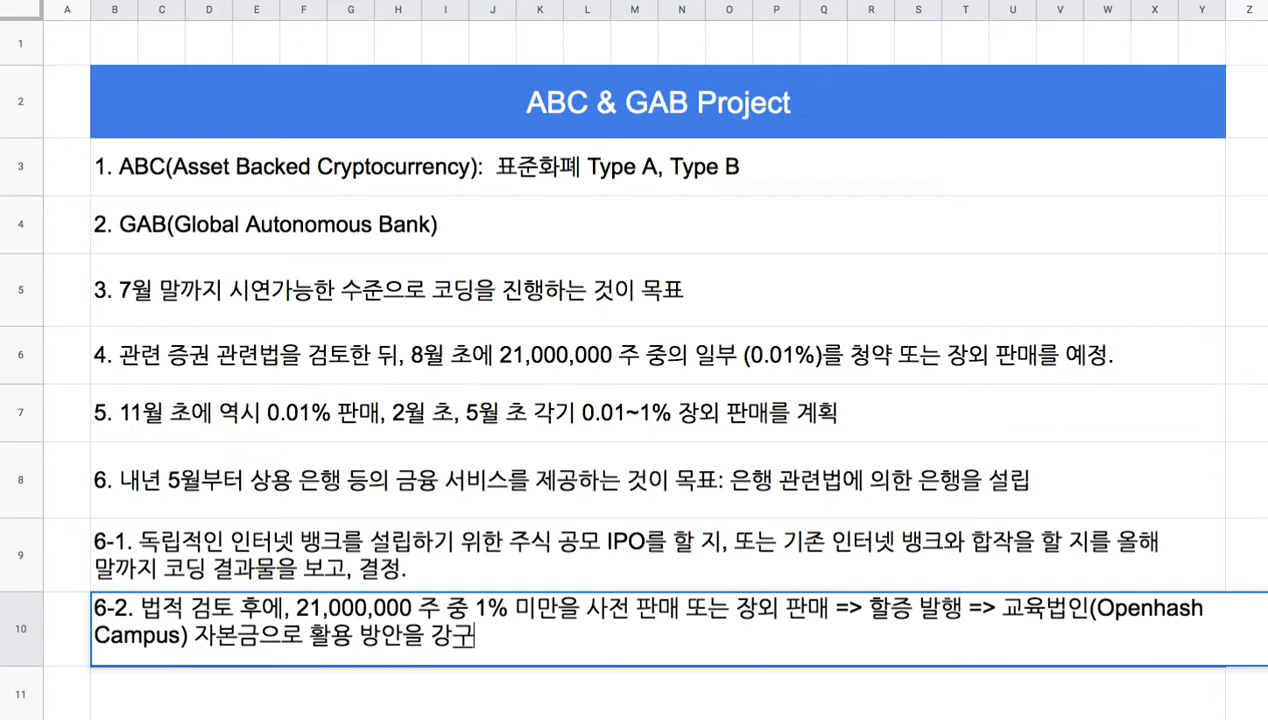 A B C D E F G H I J K L M N O P Q R S T U V W X Y Z
1
2 ABC & GAB Project
3 1. ABC(Asset Backed Cryptocurrency): 표준화폐 Type A, Type B
4 2. GAB(Global Autonomous Bank)
5 3. 7월 말까지 시연가능한 수준으로 코딩을 진행하는 것이 목표
6 4. 관련 증권 관련법을 검토한 뒤, 8월 초에 21,000,000 주 중의 일부 (0.01%)를 청약 또는 장외 판매를 예정.
7 5. 11월 초에 역시 0.01% 판매, 2월 초, 5월 초 각기 0.01~1% 장외 판매를 계획
8 6. 내년 5월부터 상용 은행 등의 금융 서비스를 제공하는 것이 목표: 은행 관련법에 의한 은행을 설립
9 6-1. 독립적인 인터넷 뱅크를 설립하기 위한 주식 공모 IPO를 할 지, 또는 기존 인터넷 뱅크와 합작을 할 지를 올해
말까지 코딩 결과물을 보고, 결정.
10 6-2. 법적 검토 후에, 21,000,000 주 중 1% 미만을 사전 판매 또는 장외 판매 => 할증 발행 => 교육법인(Openhash
Campus) 자본금으로 활용 방안을 강구
11